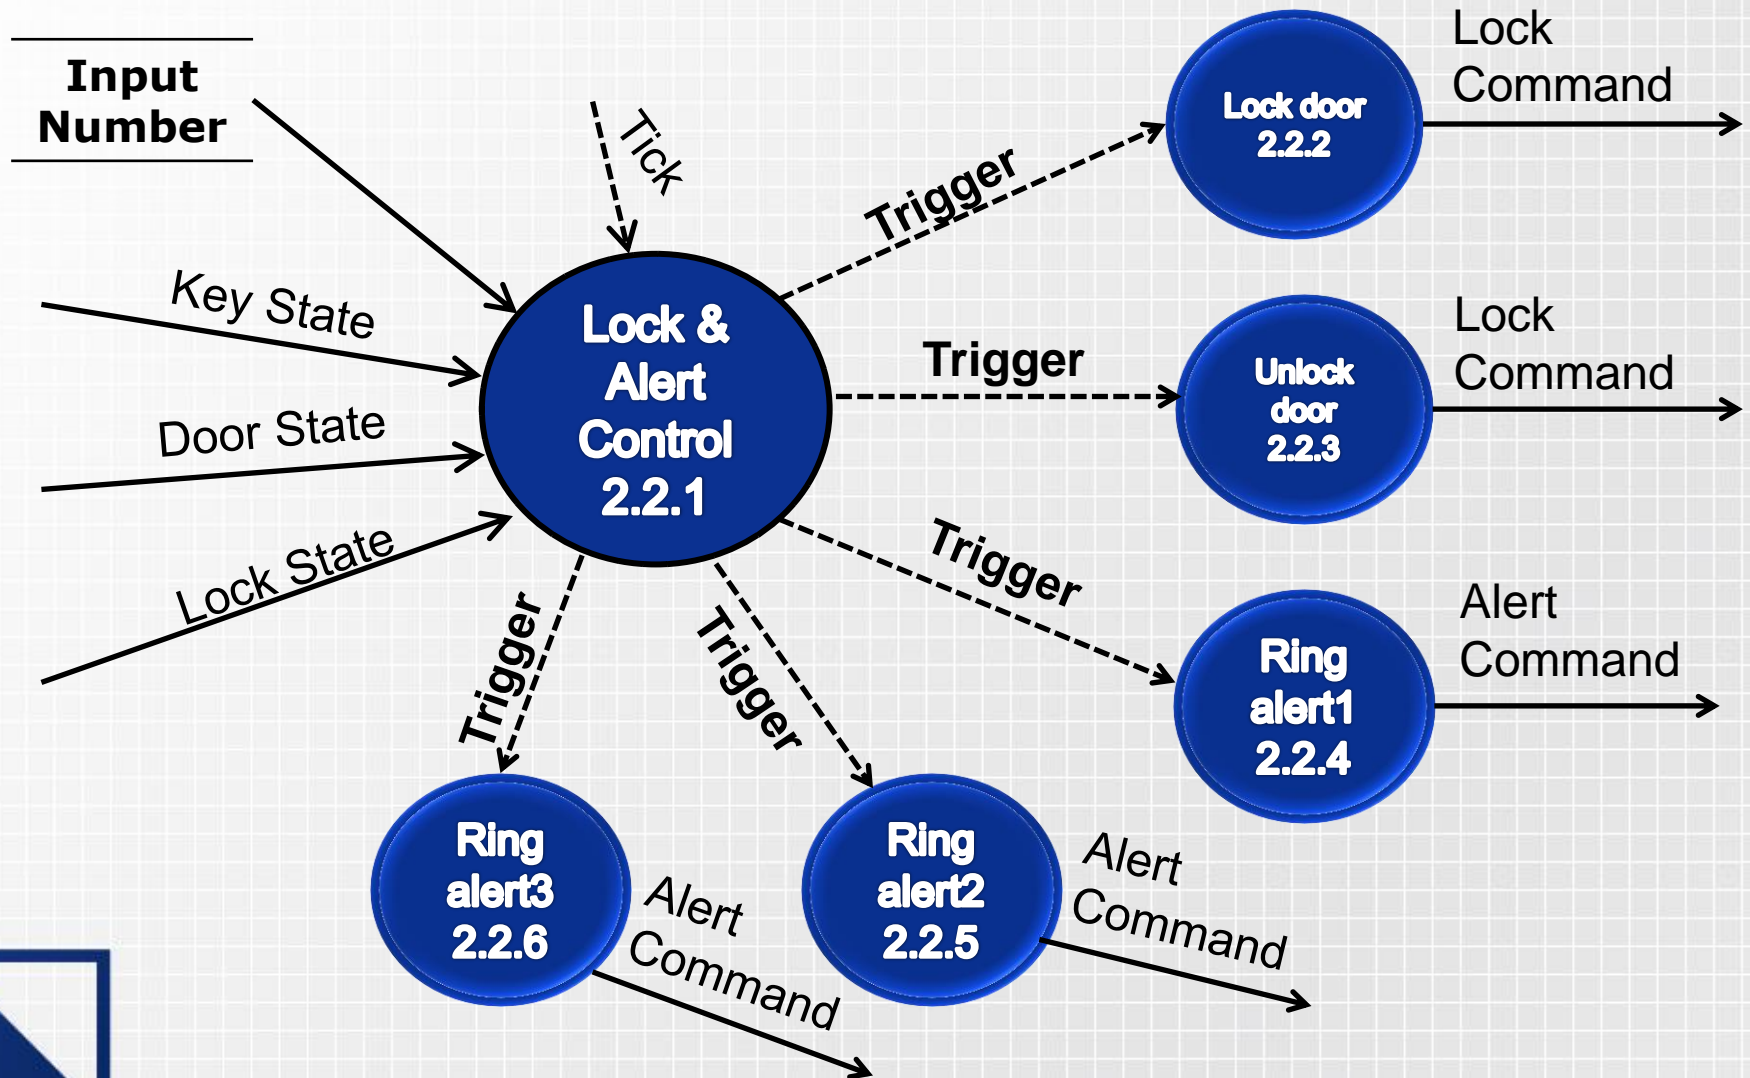 Input
Number
Tick
Key State
Door State
Lock State
Lock &
Alert
Control
2.2.1
Trigger
Lock door
2.2.2
Lock
Command
Trigger
Unlock
door
2.2.3
Lock
Command
Trigger
Ring
alert1
2.2.4
Alert
Command
Trigger
Ring
alert2
2.2.5
Alert
Command
Trigger
Ring
alert3
2.2.6
Alert
Command